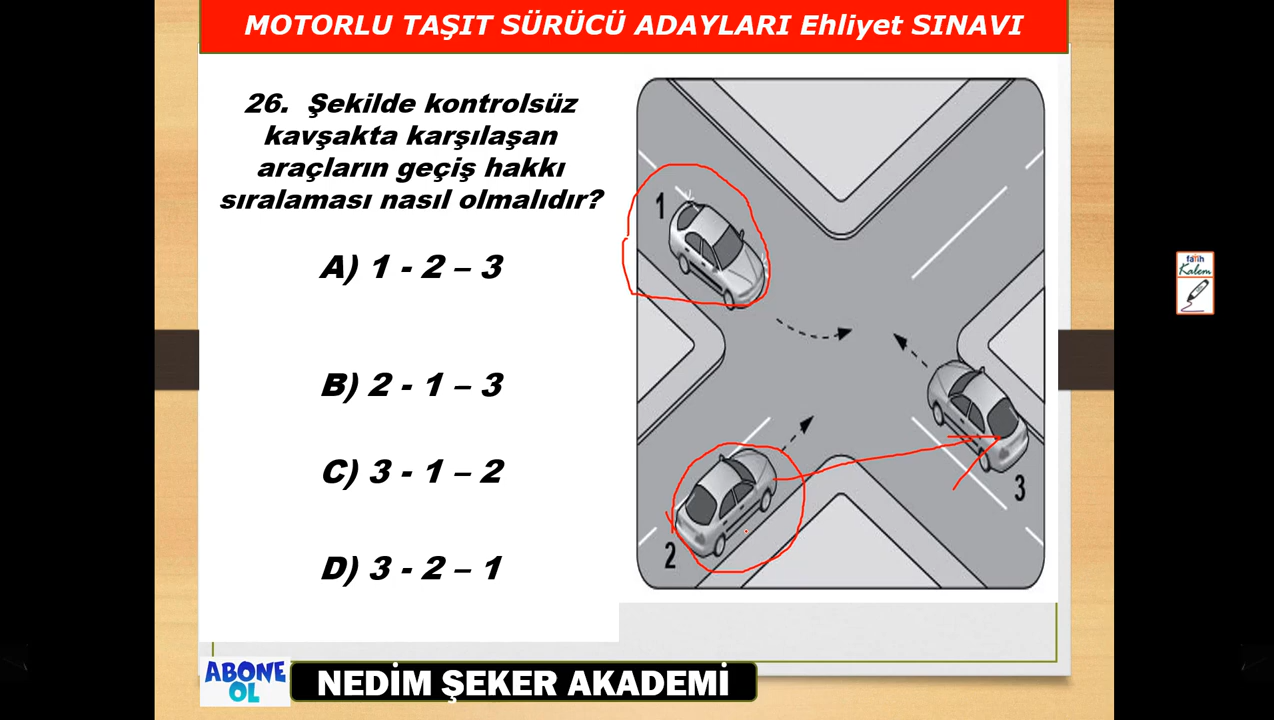 MOTORLU TAŞIT SÜRÜCÜ ADAYLARI Ehliyet SINAVI
26. Şekilde kontrolsüz
kavşakta karşılaşan
araçların geçiş hakkı
sıralaması nasıl olmalıdır?
A) 1 - 2 – 3
B) 2 - 1 – 3
C) 3 - 1 – 2
D) 3 - 2 – 1
1
2
3
fatih
Kalem
ABONE
OL
NEDİM ŞEKER AKADEMİ